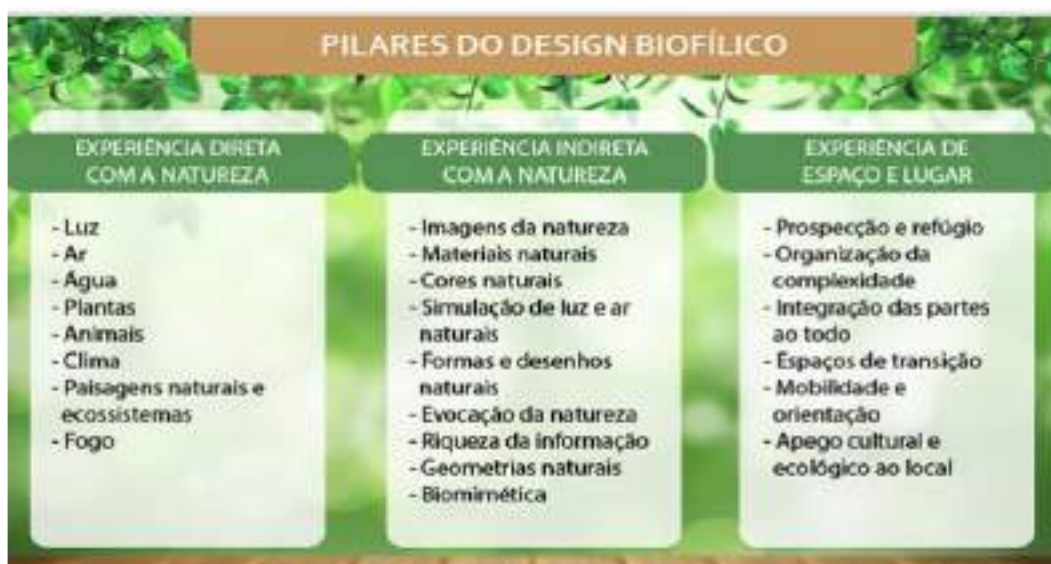 PILARES DO DESIGN BIOFÍLICO
EXPERIÊNCIA DIRETA
COM A NATUREZA
- Luz
- Ar
- Água
- Plantas
- Animais
- Clima
- Paisagens naturais e
ecossistemas
- Fogo
EXPERIÊNCIA INDIRETA
COM A NATUREZA
- Imagens da natureza
- Materiais naturais
- Cores naturais
- Simulação de luz e ar
naturais
- Formas e desenhos
naturais
- Evocação da natureza
- Riqueza da informação
- Geometrias naturais
- Biomimética
EXPERIÊNCIA DE
ESPAÇO E LUGAR
- Prospecção e refúgio
- Organização da
complexidade
- Integração das partes
ao todo
- Espaços de transição
- Mobilidade e
orientação
- Apego cultural e
ecológico ao local